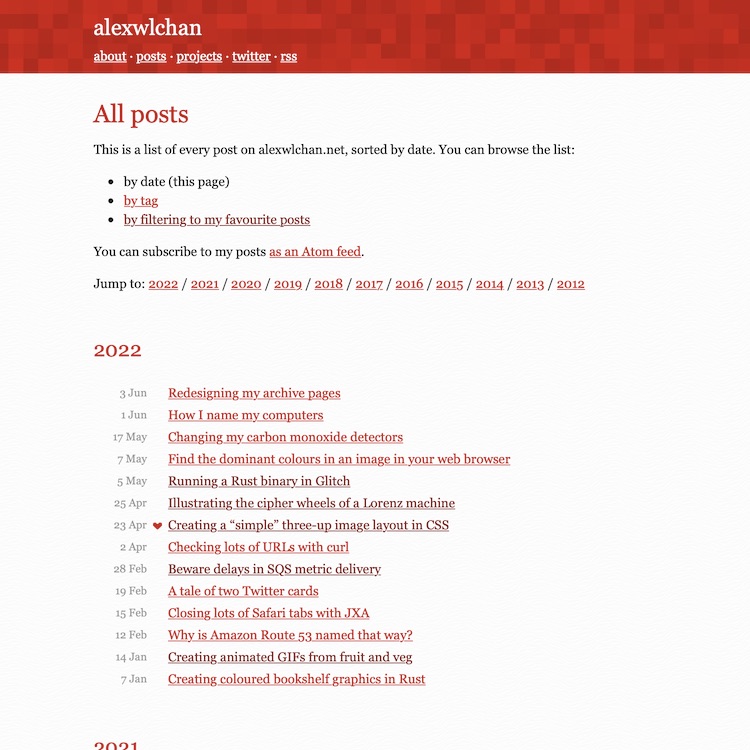 alexwlchan
about · posts · projects · twitter · rss
All posts
This is a list of every post on alexwlchan.net, sorted by date. You can browse the list:
• by date (this page)
• by tag
• by filtering to my favourite posts
You can subscribe to my posts as an Atom feed.
Jump to: 2022 / 2021 / 2020 / 2019 / 2018 / 2017 / 2016 / 2015 / 2014 / 2013 / 2012
2022
3 Jun Redesigning my archive pages
1 Jun How I name my computers
17 May Changing my carbon monoxide detectors
7 May Find the dominant colours in an image in your web browser
5 May Running a Rust binary in Glitch
25 Apr Illustrating the cipher wheels of a Lorenz machine
23 Apr ♥ Creating a “simple” three-up image layout in CSS
2 Apr Checking lots of URLs with curl
28 Feb Beware delays in SQS metric delivery
19 Feb A tale of two Twitter cards
15 Feb Closing lots of Safari tabs with JXA
12 Feb Why is Amazon Route 53 named that way?
14 Jan Creating animated GIFs from fruit and veg
7 Jan Creating coloured bookshelf graphics in Rust
2021